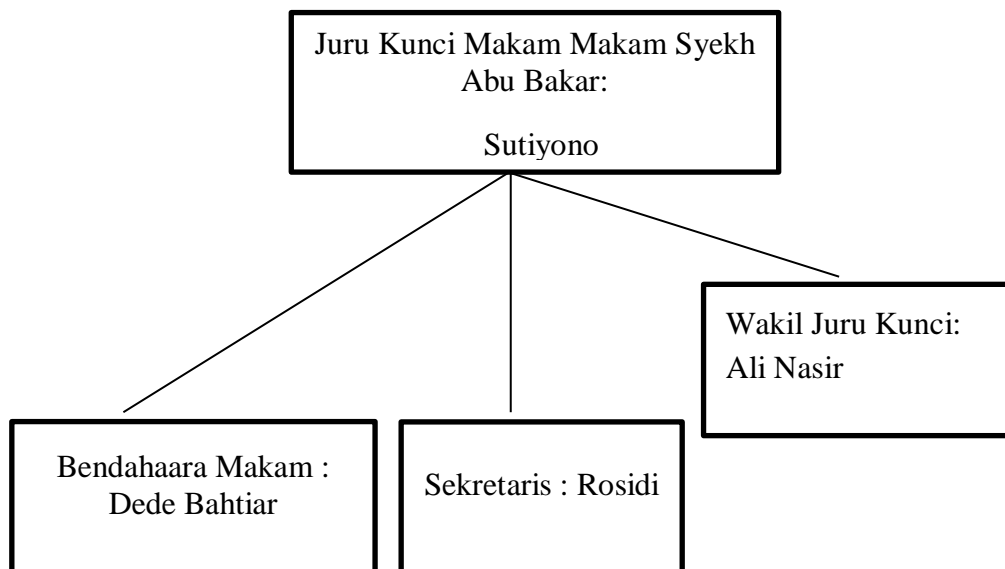 Juru Kunci Makam Makam Syekh
Abu Bakar:
Sutiyono
Wakil Juru Kunci:
Ali Nasir
Bendahaara Makam :
Dede Bahtiar
Sekretaris : Rosidi